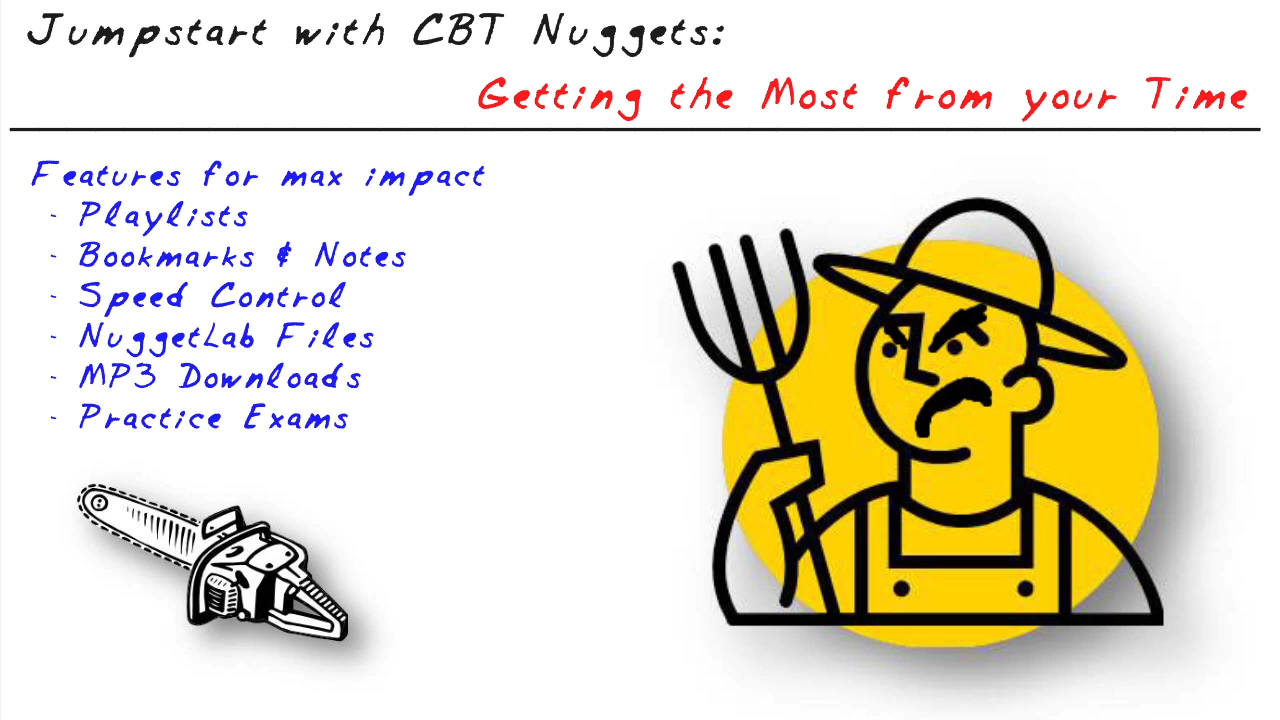 Jumpstart with CBT Nuggets:
Getting the Most from your Time
Features for max impact
- Playlists
- Bookmarks & Notes
- Speed Control
- NuggetLab Files
- MP3 Downloads
- Practice Exams